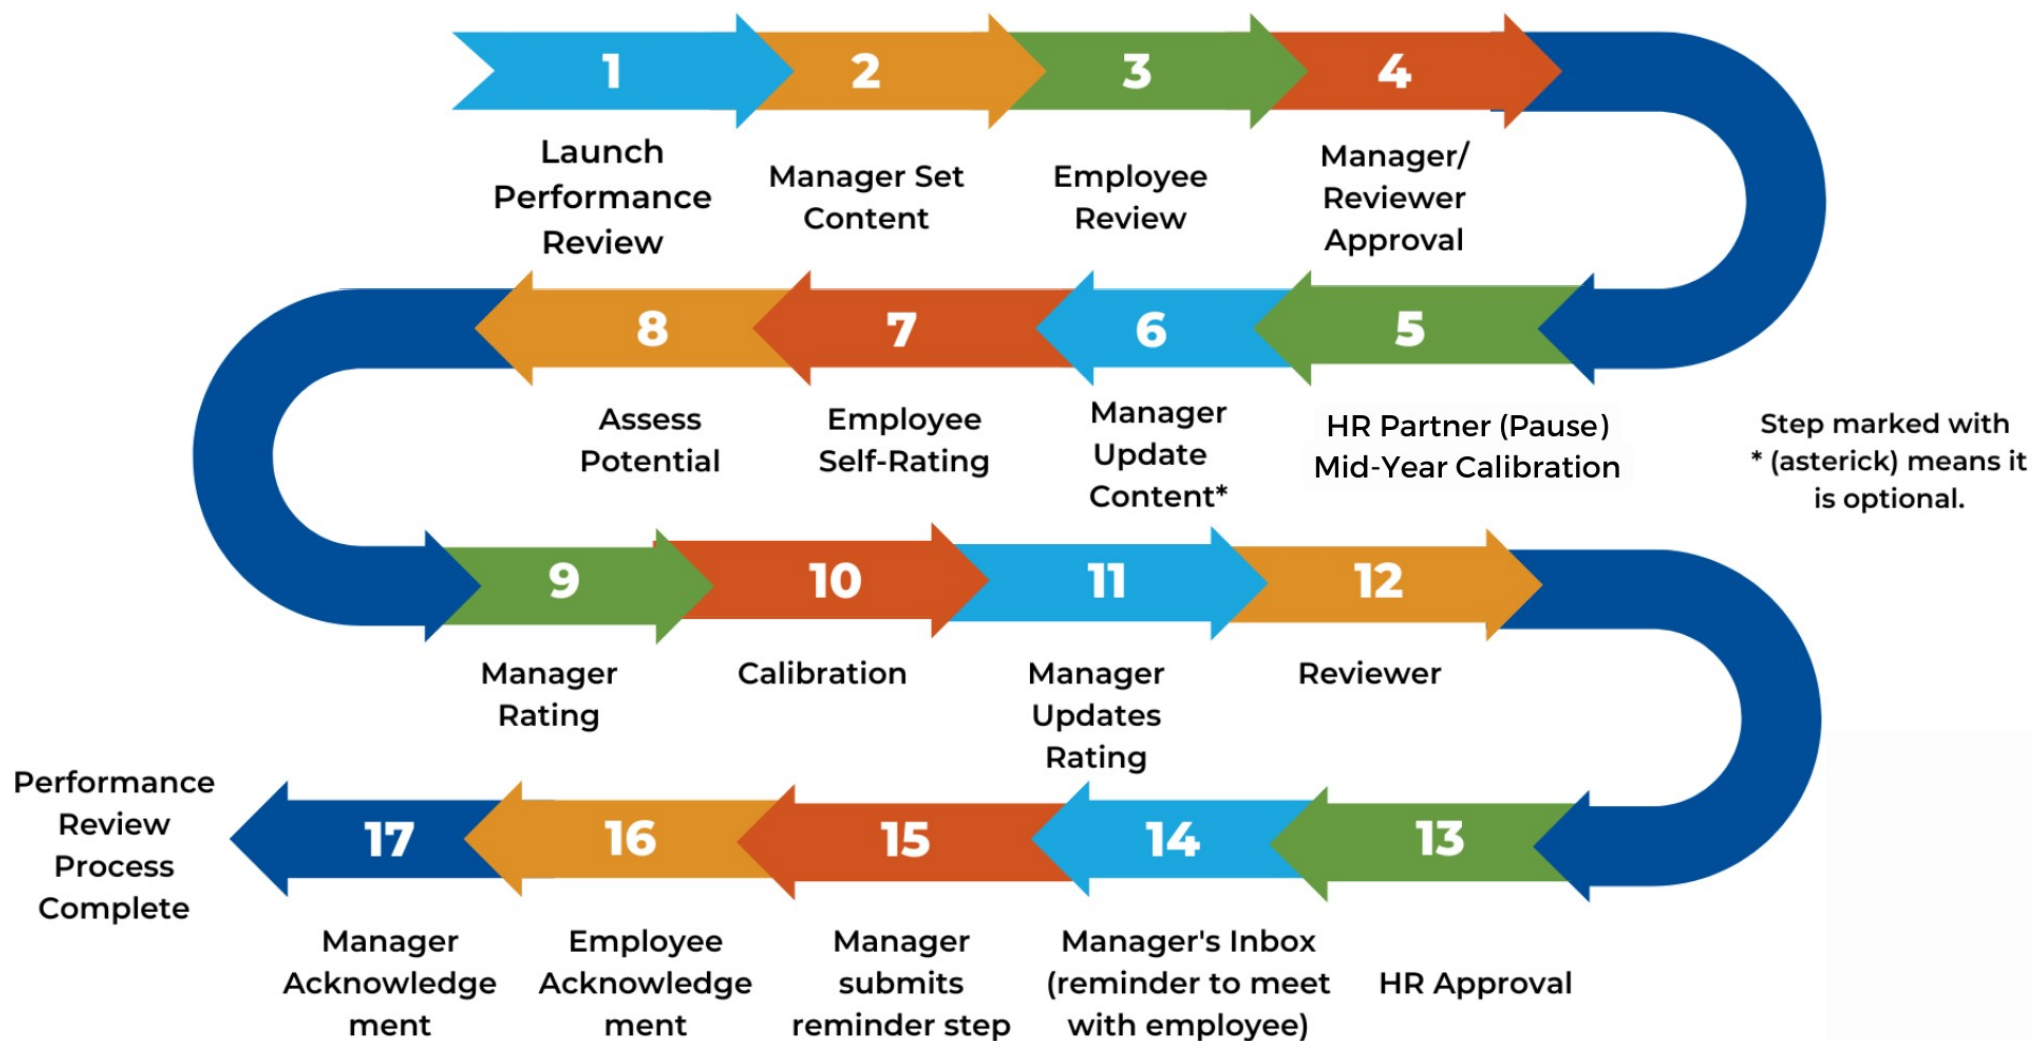 1
2
3
4
Launch
Performance
Review
Manager Set
Content
Employee
Review
Manager/
Reviewer
Approval
5
6
7
8
HR Partner (Pause)
Mid-Year Calibration
Manager
Update
Content*
Employee
Self-Rating
Assess
Potential
Step marked with
* (asterick) means it
is optional.
9
10
11
12
Manager
Rating
Calibration
Manager
Updates
Rating
Reviewer
13
14
15
16
17
HR Approval
Manager's Inbox
(reminder to meet
with employee)
Manager
submits
reminder step
Employee
Acknowledge
ment
Manager
Acknowledge
ment
Performance
Review
Process
Complete